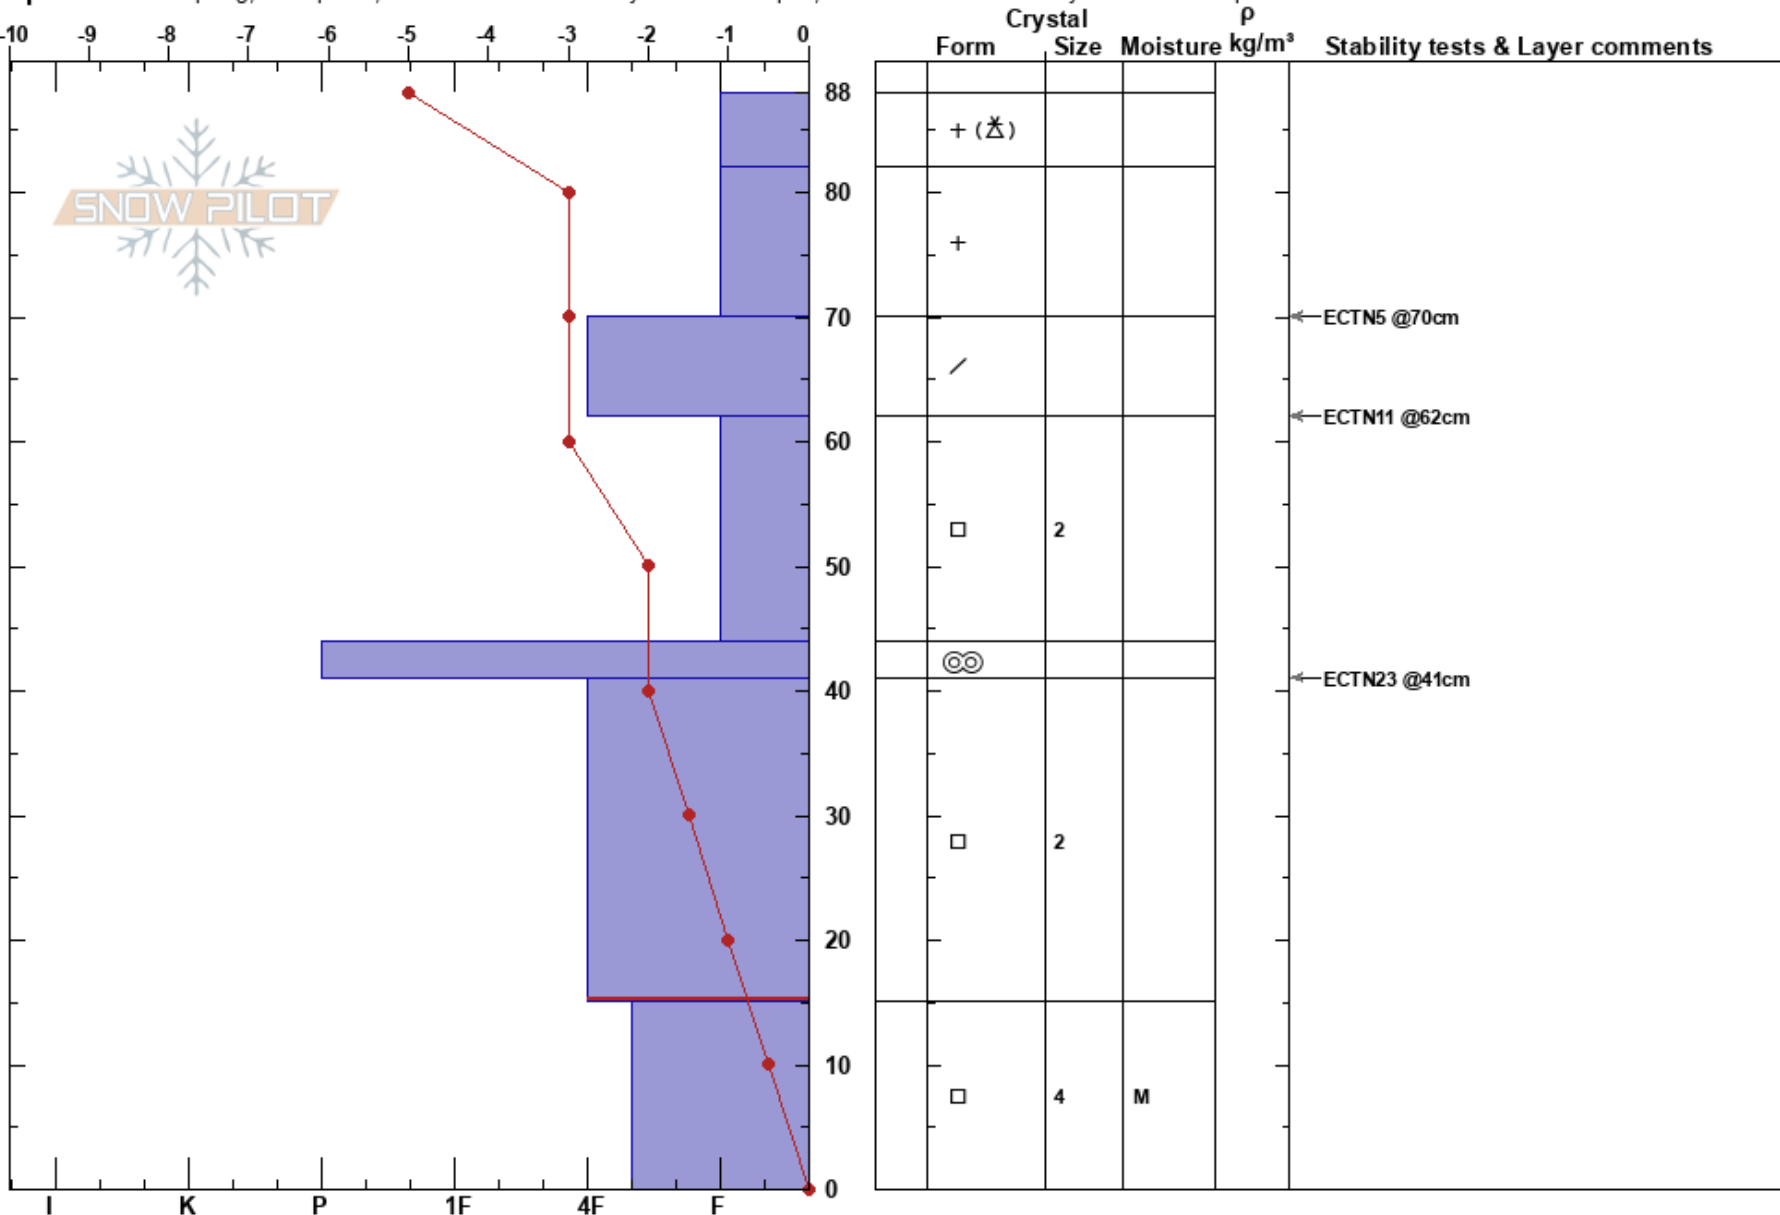 Crystal
ρ
-10 -9 -8 -7 -6 -5 -4 -3 -2 -1 0
Form Size Moisture kg/m³ Stability tests & Layer comments
88
+ (
SNOW PILOT
80
+
70 ECTN5 @70cm
/
ECTN11 @62cm
60
2
50
ECTN23 @41cm
40
30
2
20
10
4 M
0
I K P 1F 4F F